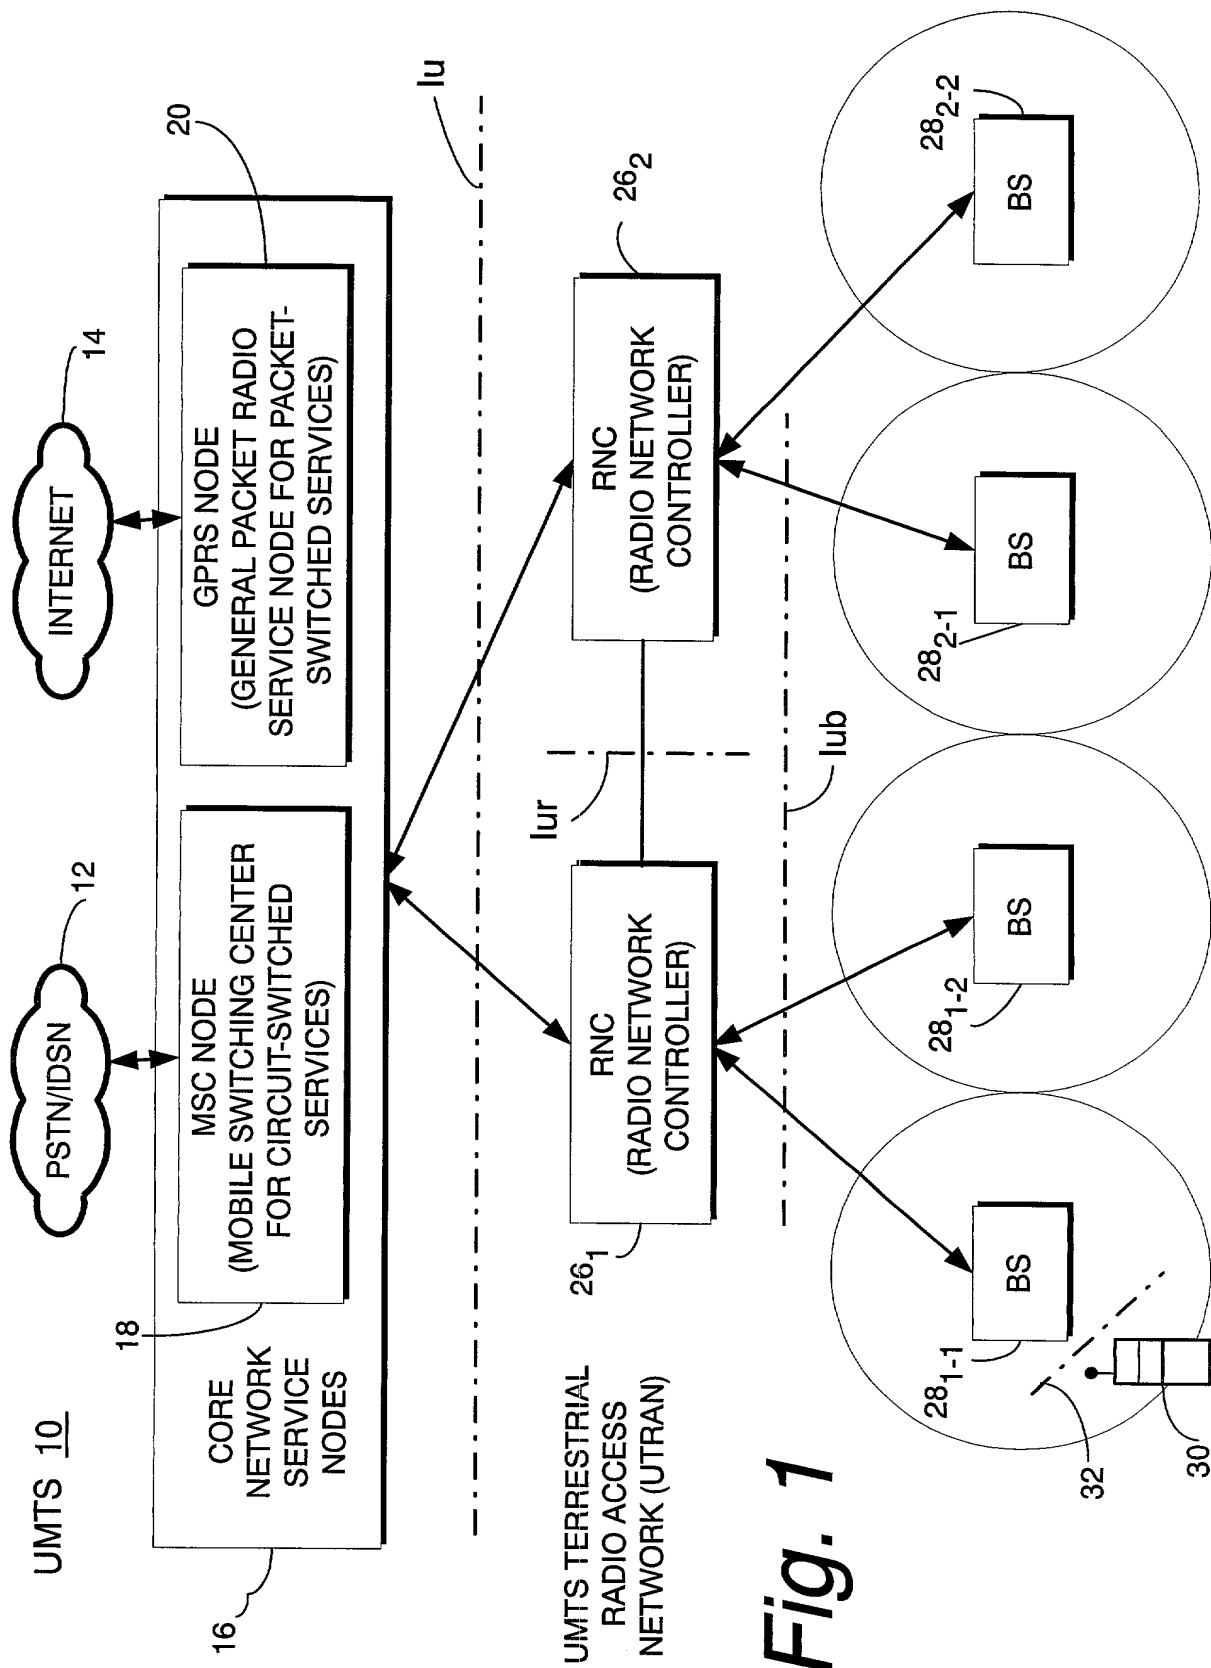 UMTS 10
PSTN/IDSN
12
INTERNET
14
16
CORE
NETWORK
SERVICE
NODES
18
MSC NODE
(MOBILE SWITCHING CENTER
FOR CIRCUIT-SWITCHED
SERVICES)
GPRS NODE
(GENERAL PACKET RADIO
SERVICE NODE FOR PACKET-
SWITCHED SERVICES)
20
Iu
UMTS TERRESTRIAL
RADIO ACCESS
NETWORK (UTRAN)
26₁
RNC
(RADIO NETWORK
CONTROLLER)
Iur
RNC
(RADIO NETWORK
CONTROLLER)
26₂
Iub
28₁₋₁
BS
28₁₋₂
BS
28₂₋₁
BS
28₂₋₂
BS
32
30
Fig. 1